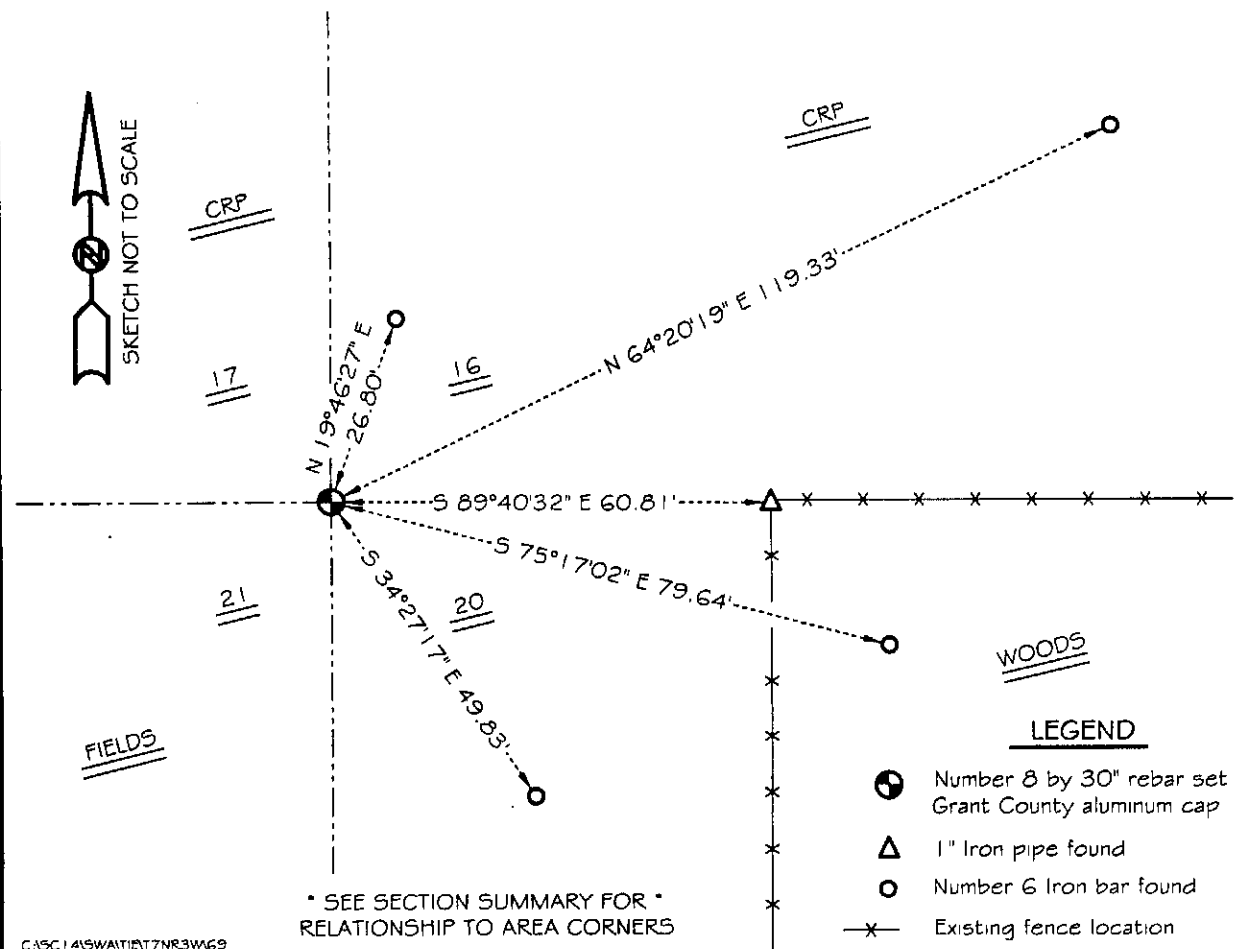 SKETCH NOT TO SCALE
N
CRP
CRP
17
16
N 19°46'27" E
26.80'
N 64°20'19" E 119.33'
S 89°40'32" E 60.81'
S 75°17'02" E 79.64'
S 34°27'17" E 49.83'
21
20
WOODS
FIELDS
LEGEND
Number 8 by 30" rebar set
Grant County aluminum cap
1" Iron pipe found
Number 6 Iron bar found
Existing fence location
* SEE SECTION SUMMARY FOR *
RELATIONSHIP TO AREA CORNERS